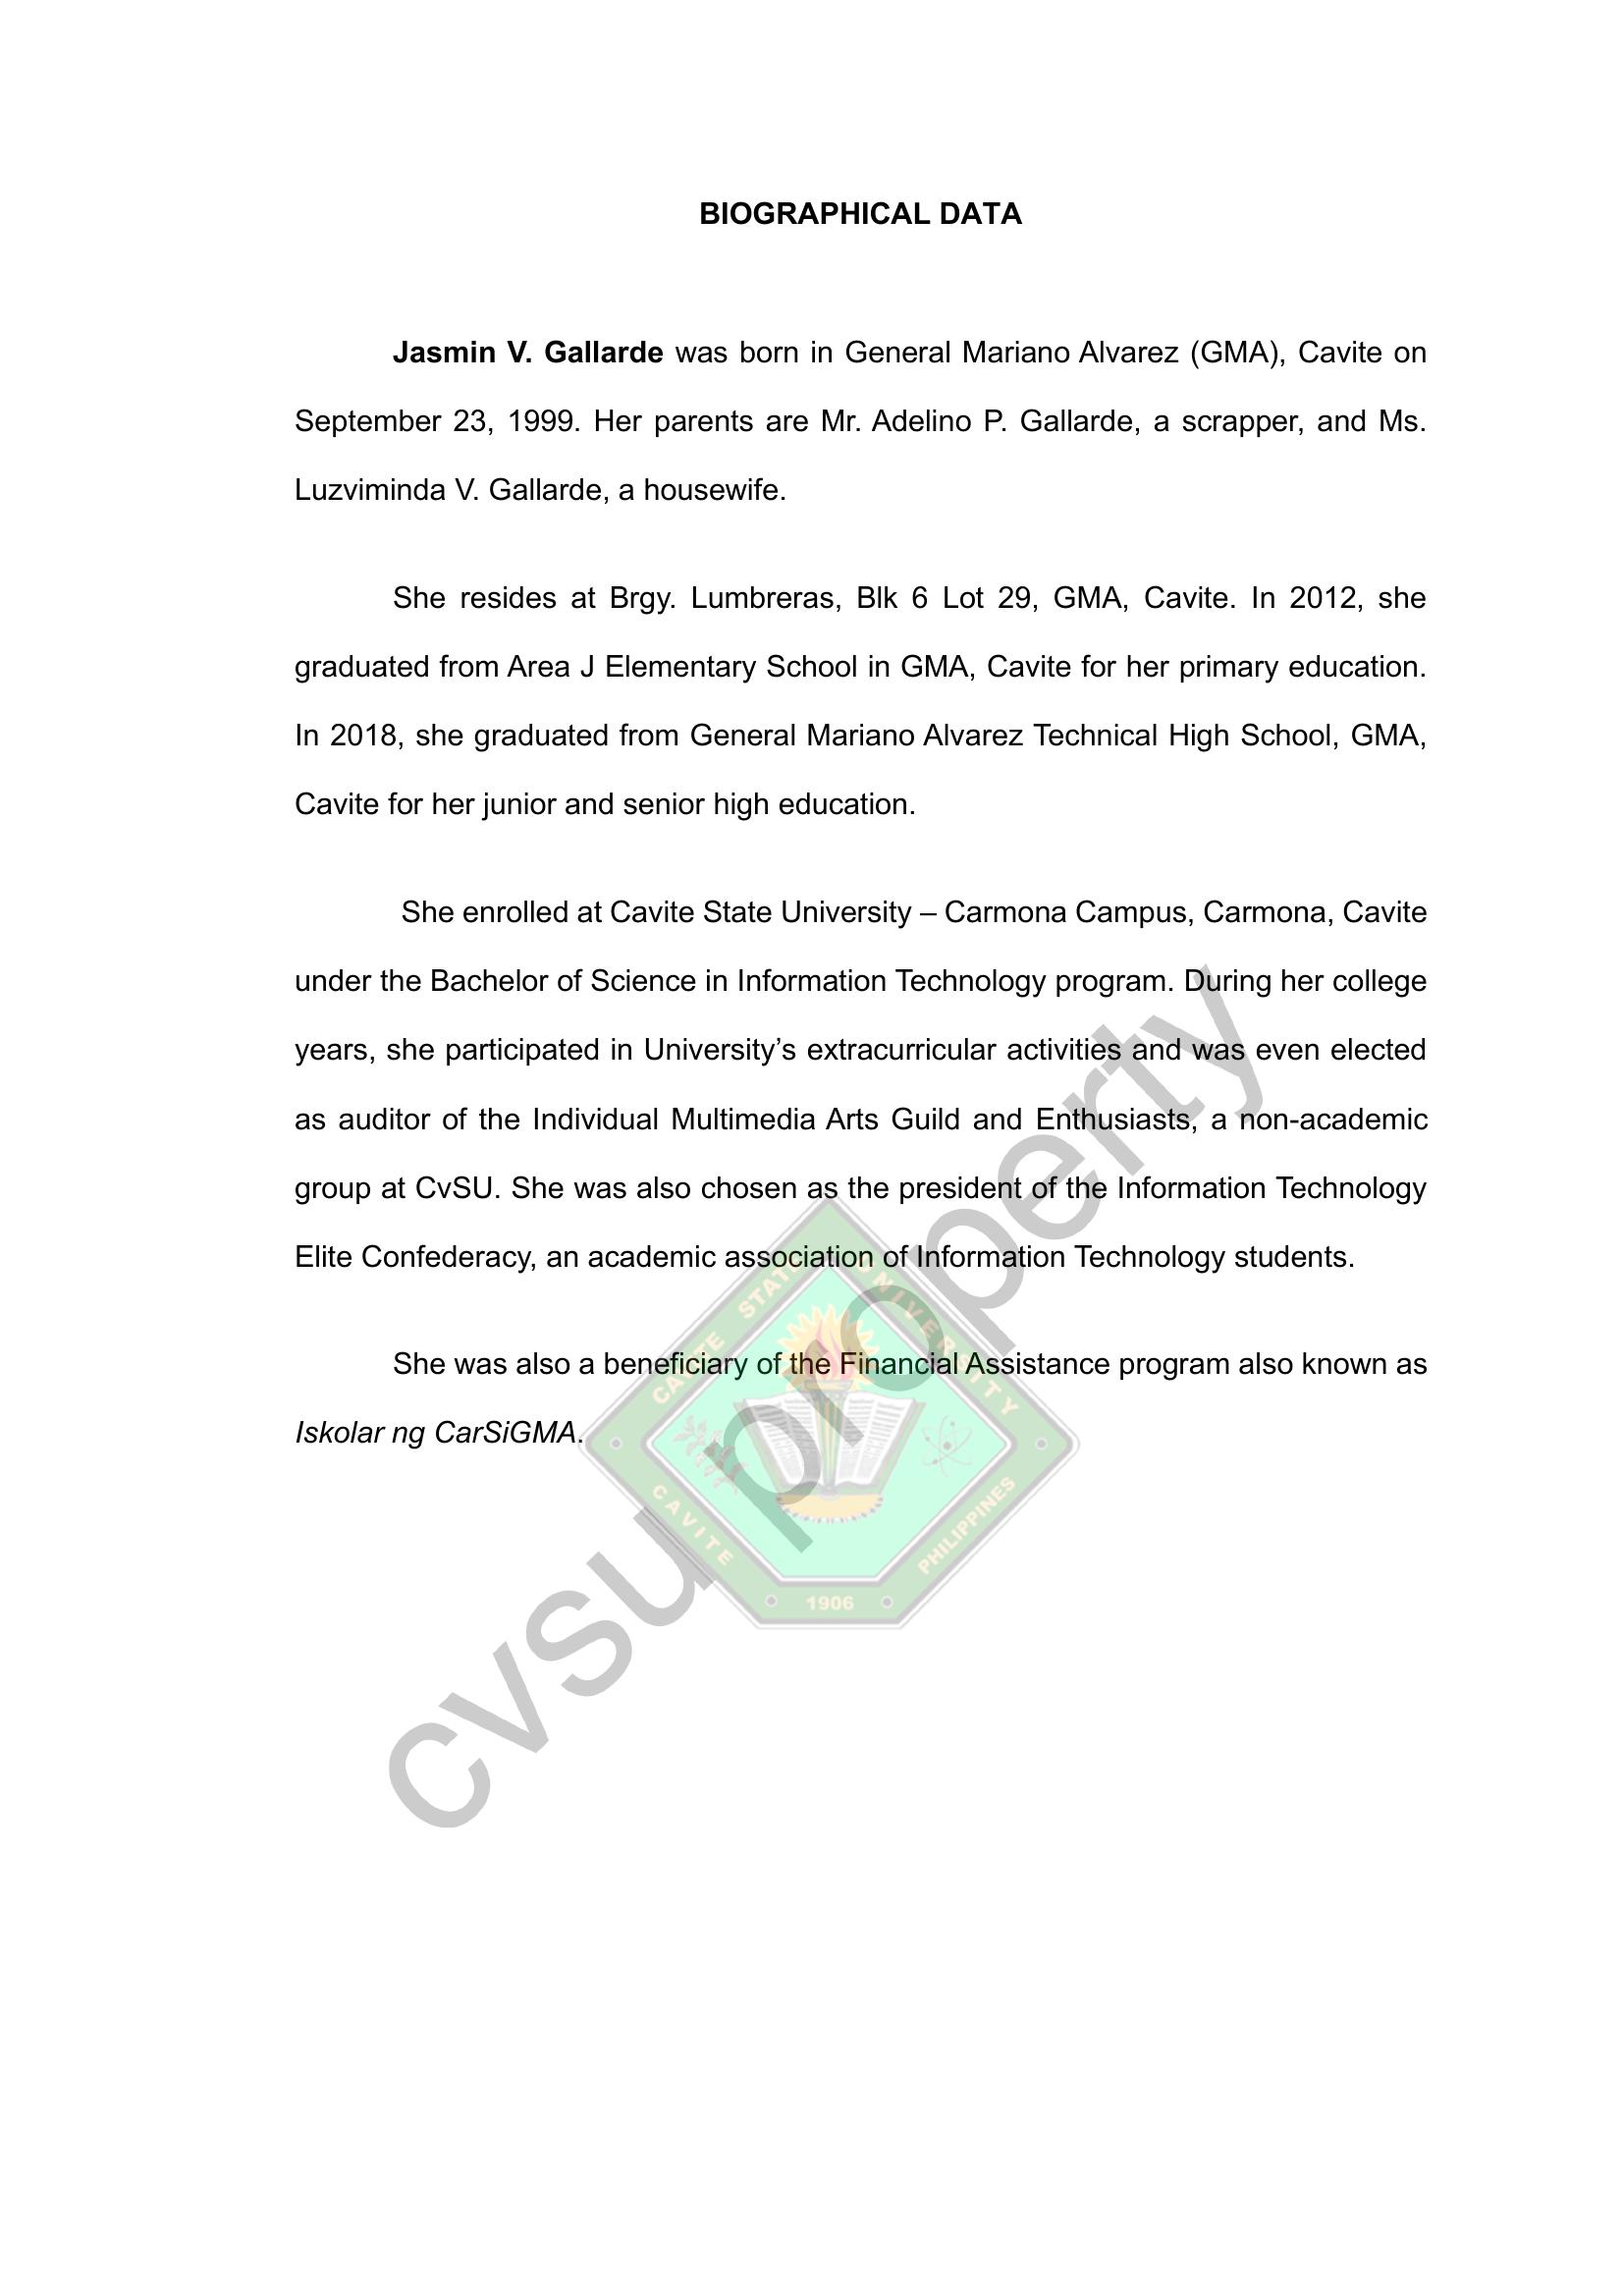 BIOGRAPHICAL DATA
Jasmin V. Gallarde was born in General Mariano Alvarez (GMA), Cavite on
September 23, 1999. Her parents are Mr. Adelino P. Gallarde, a scrapper, and Ms.
Luzviminda V. Gallarde, a housewife.
She resides at Brgy. Lumbreras, Blk 6 Lot 29, GMA, Cavite. In 2012, she
graduated from Area J Elementary School in GMA, Cavite for her primary education.
In 2018, she graduated from General Mariano Alvarez Technical High School, GMA,
Cavite for her junior and senior high education.
She enrolled at Cavite State University – Carmona Campus, Carmona, Cavite
under the Bachelor of Science in Information Technology program. During her college
years, she participated in University’s extracurricular activities and was even elected
as auditor of the Individual Multimedia Arts Guild and Enthusiasts, a non-academic
group at CvSU. She was also chosen as the president of the Information Technology
Elite Confederacy, an academic association of Information Technology students.
She was also a beneficiary of the Financial Assistance program also known as
Iskolar ng CarSiGMA.
cvsu property
CAVITE STATE UNIVERSITY
CAVITE
1906
PHILIPPINES